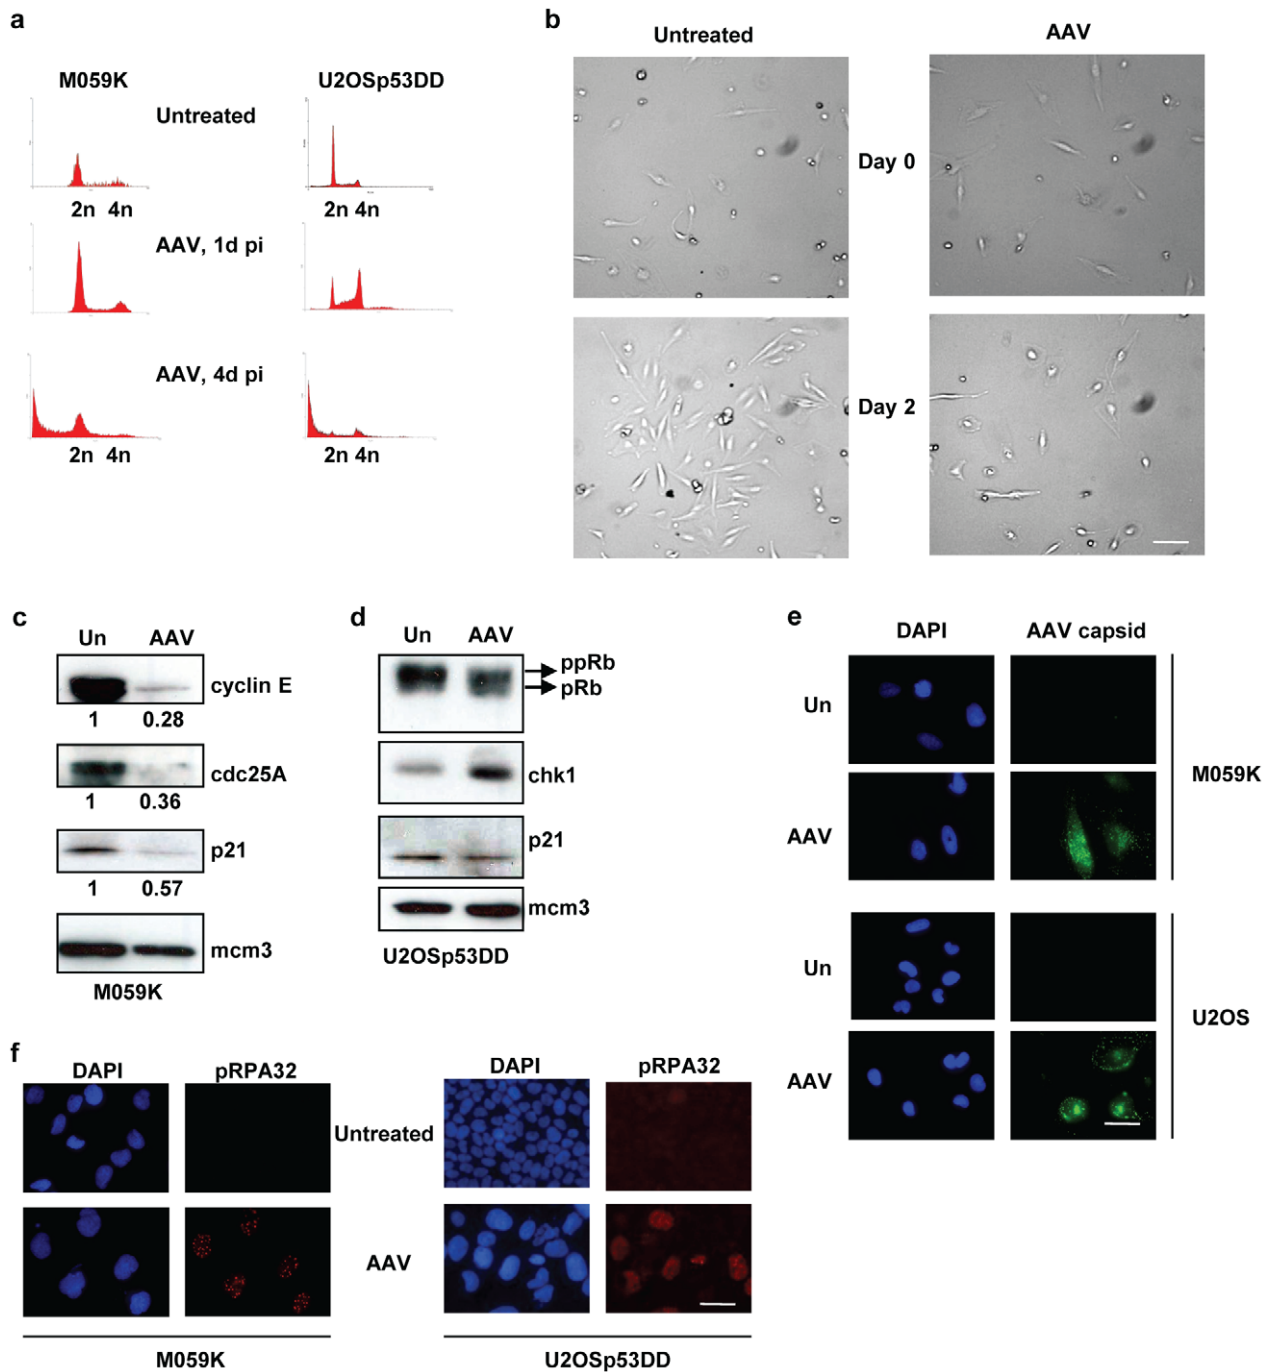 a
M059K
U2OSp53DD
Untreated
2n 4n
2n 4n
AAV, 1d pi
AAV, 4d pi
2n 4n
2n 4n
b
Untreated
AAV
Day 0
Day 2
c
Un AAV
cyclin E
1 0.28
cdc25A
1 0.36
p21
1 0.57
mcm3
M059K
d
Un AAV
ppRb
pRb
chk1
p21
mcm3
U2OSp53DD
e
DAPI AAV capsid
Un
AAV
M059K
Un
AAV
U2OS
f
DAPI pRPA32
DAPI pRPA32
Untreated
AAV
M059K
U2OSp53DD